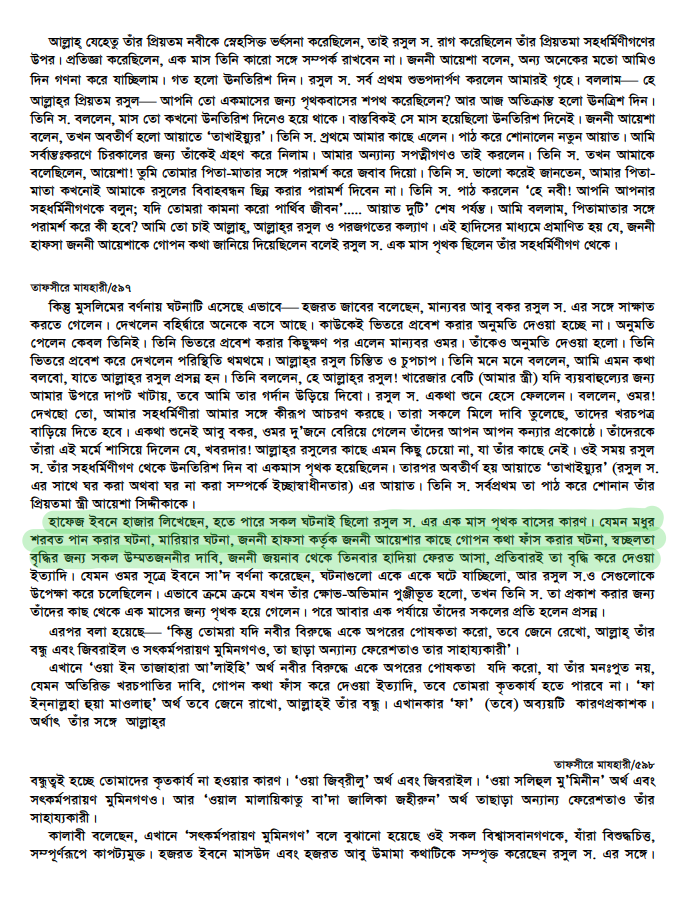 আল্লাহ্ যেহেতু তাঁর প্রিয়তম নবীকে স্নেহসিক্ত ভর্ৎসনা করেছিলেন, তাই রসুল স. রাগ করেছিলেন তাঁর প্রিয়তমা সহধর্মিণীগণের
উপর। প্রতিজ্ঞা করেছিলেন, এক মাস তিনি কারো সঙ্গে সম্পর্ক রাখবেন না। জননী আয়েশা বলেন, অন্য অনেকের মতো আমিও
দিন গণনা করে যাচ্ছিলাম। গত হলো ঊনতিরিশ দিন। রসুল স. সর্ব প্রথম শুভপদার্পণ করলেন আমারই গৃহে। বললাম— হে
আল্লাহ্‌র প্রিয়তম রসুল— আপনি তো একমাসের জন্য পৃথকবাসের শপথ করেছিলেন? আর আজ অতিক্রান্ত হলো ঊনত্রিশ দিন।
তিনি স. বললেন, মাস তো কখনো উনতিরিশ দিনেও হয়ে থাকে। বাস্তবিকই সে মাস হয়েছিলো উনতিরিশ দিনেই। জননী আয়েশা
বলেন, তখন অবতীর্ণ হলো আয়াতে ‘তাখাইয়্যুর’। তিনি স. প্রথমে আমার কাছে এলেন। পাঠ করে শোনালেন নতুন আয়াত। আমি
সর্বান্তঃকরণে চিরকালের জন্য তাঁকেই গ্রহণ করে নিলাম। আমার অন্যান্য সপত্নীগণও তাই করলেন। তিনি স. তখন আমাকে
বলেছিলেন, আয়েশা! তুমি তোমার পিতা-মাতার সঙ্গে পরামর্শ করে জবাব দিয়ো। তিনি স. ভালো করেই জানতেন, আমার পিতা-
মাতা কখনোই আমাকে রসুলের বিবাহবন্ধন ছিন্ন করার পরামর্শ দিবেন না। তিনি স. পাঠ করলেন ‘হে নবী! আপনি আপনার
সহধর্মিনীগণকে বলুন; যদি তোমরা কামনা করো পার্থিব জীবন’..... আয়াত দুটি’ শেষ পর্যন্ত। আমি বললাম, পিতামাতার সঙ্গে
পরামর্শ করে কী হবে? আমি তো চাই আল্লাহ্, আল্লাহ্‌র রসুল ও পরজগতের কল্যাণ। এই হাদিসের মাধ্যমে প্রমাণিত হয় যে, জননী
হাফসা জননী আয়েশাকে গোপন কথা জানিয়ে দিয়েছিলেন বলেই রসুল স. এক মাস পৃথক ছিলেন তাঁর সহধর্মিণীগণ থেকে।
তাফসীরে মাযহারী/৫৯৭
কিন্তু মুসলিমের বর্ণনায় ঘটনাটি এসেছে এভাবে— হজরত জাবের বলেছেন, মান্যবর আবু বকর রসুল স. এর সঙ্গে সাক্ষাত
করতে গেলেন। দেখলেন বহির্দ্বারে অনেকে বসে আছে। কাউকেই ভিতরে প্রবেশ করার অনুমতি দেওয়া হচ্ছে না। অনুমতি
পেলেন কেবল তিনিই। তিনি ভিতরে প্রবেশ করার কিছুক্ষণ পর এলেন মান্যবর ওমর। তাঁকেও অনুমতি দেওয়া হলো। তিনি
ভিতরে প্রবেশ করে দেখলেন পরিস্থিতি থমথমে। আল্লাহ্‌র রসুল চিন্তিত ও চুপচাপ। তিনি মনে মনে বললেন, আমি এমন কথা
বলবো, যাতে আল্লাহ্‌র রসুল প্রসন্ন হন। তিনি বললেন, হে আল্লাহ্‌র রসুল! খারেজার বেটি (আমার স্ত্রী) যদি ব্যয়বাহুল্যের জন্য
আমার উপরে দাপট খাটায়, তবে আমি তার গর্দান উড়িয়ে দিবো। রসুল স. একথা শুনে হেসে ফেললেন। বললেন, ওমর!
দেখছো তো, আমার সহধর্মিণীরা আমার সঙ্গে কীরূপ আচরণ করছে। তারা সকলে মিলে দাবি তুলেছে, তাদের খরচপত্র
বাড়িয়ে দিতে হবে। একথা শুনেই আবু বকর, ওমর দু’জনে বেরিয়ে গেলেন তাঁদের আপন আপন কন্যার প্রকোষ্ঠে। তাঁদেরকে
তাঁরা এই মর্মে শাসিয়ে দিলেন যে, খবরদার! আল্লাহ্‌র রসুলের কাছে এমন কিছু চেয়ো না, যা তাঁর কাছে নেই। ওই সময় রসুল
স. তাঁর সহধর্মিণীগণ থেকে উনতিরিশ দিন বা একমাস পৃথক হয়েছিলেন। তারপর অবতীর্ণ হয় আয়াতে ‘তাখাইয়্যুর’ (রসুল স.
এর সাথে ঘর করা অথবা ঘর না করা সম্পর্কে ইচ্ছাস্বাধীনতার) এর আয়াত। তিনি স. সর্বপ্রথম তা পাঠ করে শোনান তাঁর
প্রিয়তমা স্ত্রী আয়েশা সিদ্দীকাকে।
হাফেজ ইবনে হাজার লিখেছেন, হতে পারে সকল ঘটনাই ছিলো রসুল স. এর এক মাস পৃথক বাসের কারণ। যেমন মধুর
শরবত পান করার ঘটনা, মারিয়ার ঘটনা, জননী হাফসা কর্তৃক জননী আয়েশার কাছে গোপন কথা ফাঁস করার ঘটনা, স্বচ্ছলতা
বৃদ্ধির জন্য সকল উম্মতজননীর দাবি, জননী জয়নাব থেকে তিনবার হাদিয়া ফেরত আসা, প্রতিবারই তা বৃদ্ধি করে দেওয়া
ইত্যাদি। যেমন ওমর সূত্রে ইবনে সা’দ বর্ণনা করেছেন, ঘটনাগুলো একে একে ঘটে যাচ্ছিলো, আর রসুল স.ও সেগুলোকে
উপেক্ষা করে চলেছিলেন। এভাবে ক্রমে ক্রমে যখন তাঁর ক্ষোভ-অভিমান পুঞ্জীভূত হলো, তখন তিনি স. তা প্রকাশ করার জন্য
তাঁদের কাছ থেকে এক মাসের জন্য পৃথক হয়ে গেলেন। পরে আবার এক পর্যায়ে তাঁদের সকলের প্রতি হলেন প্রসন্ন।
এরপর বলা হয়েছে— ‘কিন্তু তোমরা যদি নবীর বিরুদ্ধে একে অপরের পোষকতা করো, তবে জেনে রেখো, আল্লাহ্ তাঁর
বন্ধু এবং জিবরাইল ও সৎকর্মপরায়ণ মুমিনগণও, তা ছাড়া অন্যান্য ফেরেশতাও তার সাহায্যকারী’।
এখানে ‘ওয়া ইন তাজাহারা আ’লাইহি’ অর্থ নবীর বিরুদ্ধে একে অপরের পোষকতা যদি করো, যা তাঁর মনঃপুত নয়,
যেমন অতিরিক্ত খরচপাতির দাবি, গোপন কথা ফাঁস করে দেওয়া ইত্যাদি, তবে তোমরা কৃতকার্য হতে পারবে না। ‘ফা
ইন্‌নাল্লহা হুয়া মাওলাহু’ অর্থ তবে জেনে রাখো, আল্লাহ্‌ই তাঁর বন্ধু। এখানকার ‘ফা’ (তবে) অব্যয়টি কারণপ্রকাশক।
অর্থাৎ তাঁর সঙ্গে আল্লাহ্‌র
তাফসীরে মাযহারী/৫৯৮
বন্ধুত্বই হচ্ছে তোমাদের কৃতকার্য না হওয়ার কারণ। ‘ওয়া জিব্‌রীলু’ অর্থ এবং জিবরাইল। ‘ওয়া সলিহুল মু’মিনীন’ অর্থ এবং
সৎকর্মপরায়ণ মুমিনগণও। আর ‘ওয়াল মালায়িকাতু বা’দা জালিকা জহীরুন’ অর্থ তাছাড়া অন্যান্য ফেরেশতাও তাঁর
সাহায্যকারী।
কালাবী বলেছেন, এখানে ‘সৎকর্মপরায়ণ মুমিনগণ’ বলে বুঝানো হয়েছে ওই সকল বিশ্বাসবানগণকে, যাঁরা বিশুদ্ধচিত্ত,
সম্পূর্ণরূপে কাপট্যমুক্ত। হজরত ইবনে মাসউদ এবং হজরত আবু উমামা কথাটিকে সম্পৃক্ত করেছেন রসুল স. এর সঙ্গে।